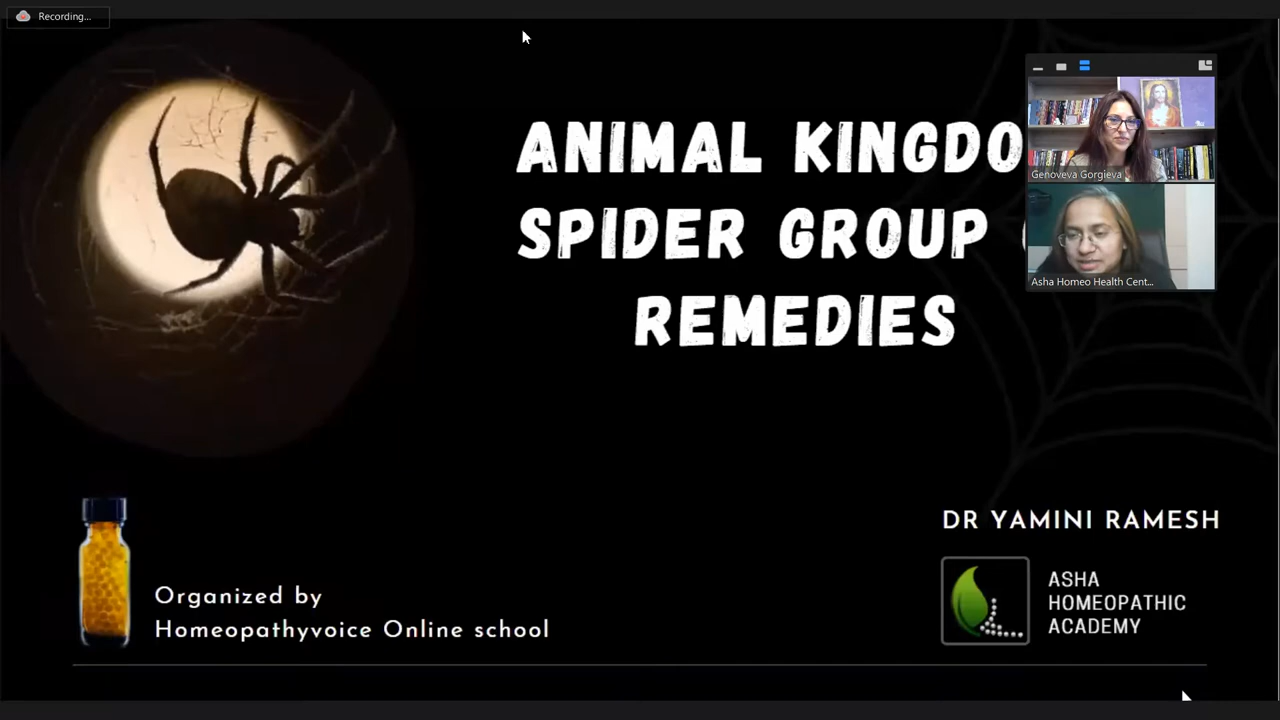 Recording...
ANIMAL KINGDO
SPIDER GROUP
REMEDIES
Genoveva Gorgieva
Asha Homeo Health Cent...
DR YAMINI RAMESH
ASHA
HOMEOPATHIC
ACADEMY
Organized by
Homeopathyvoice Online school